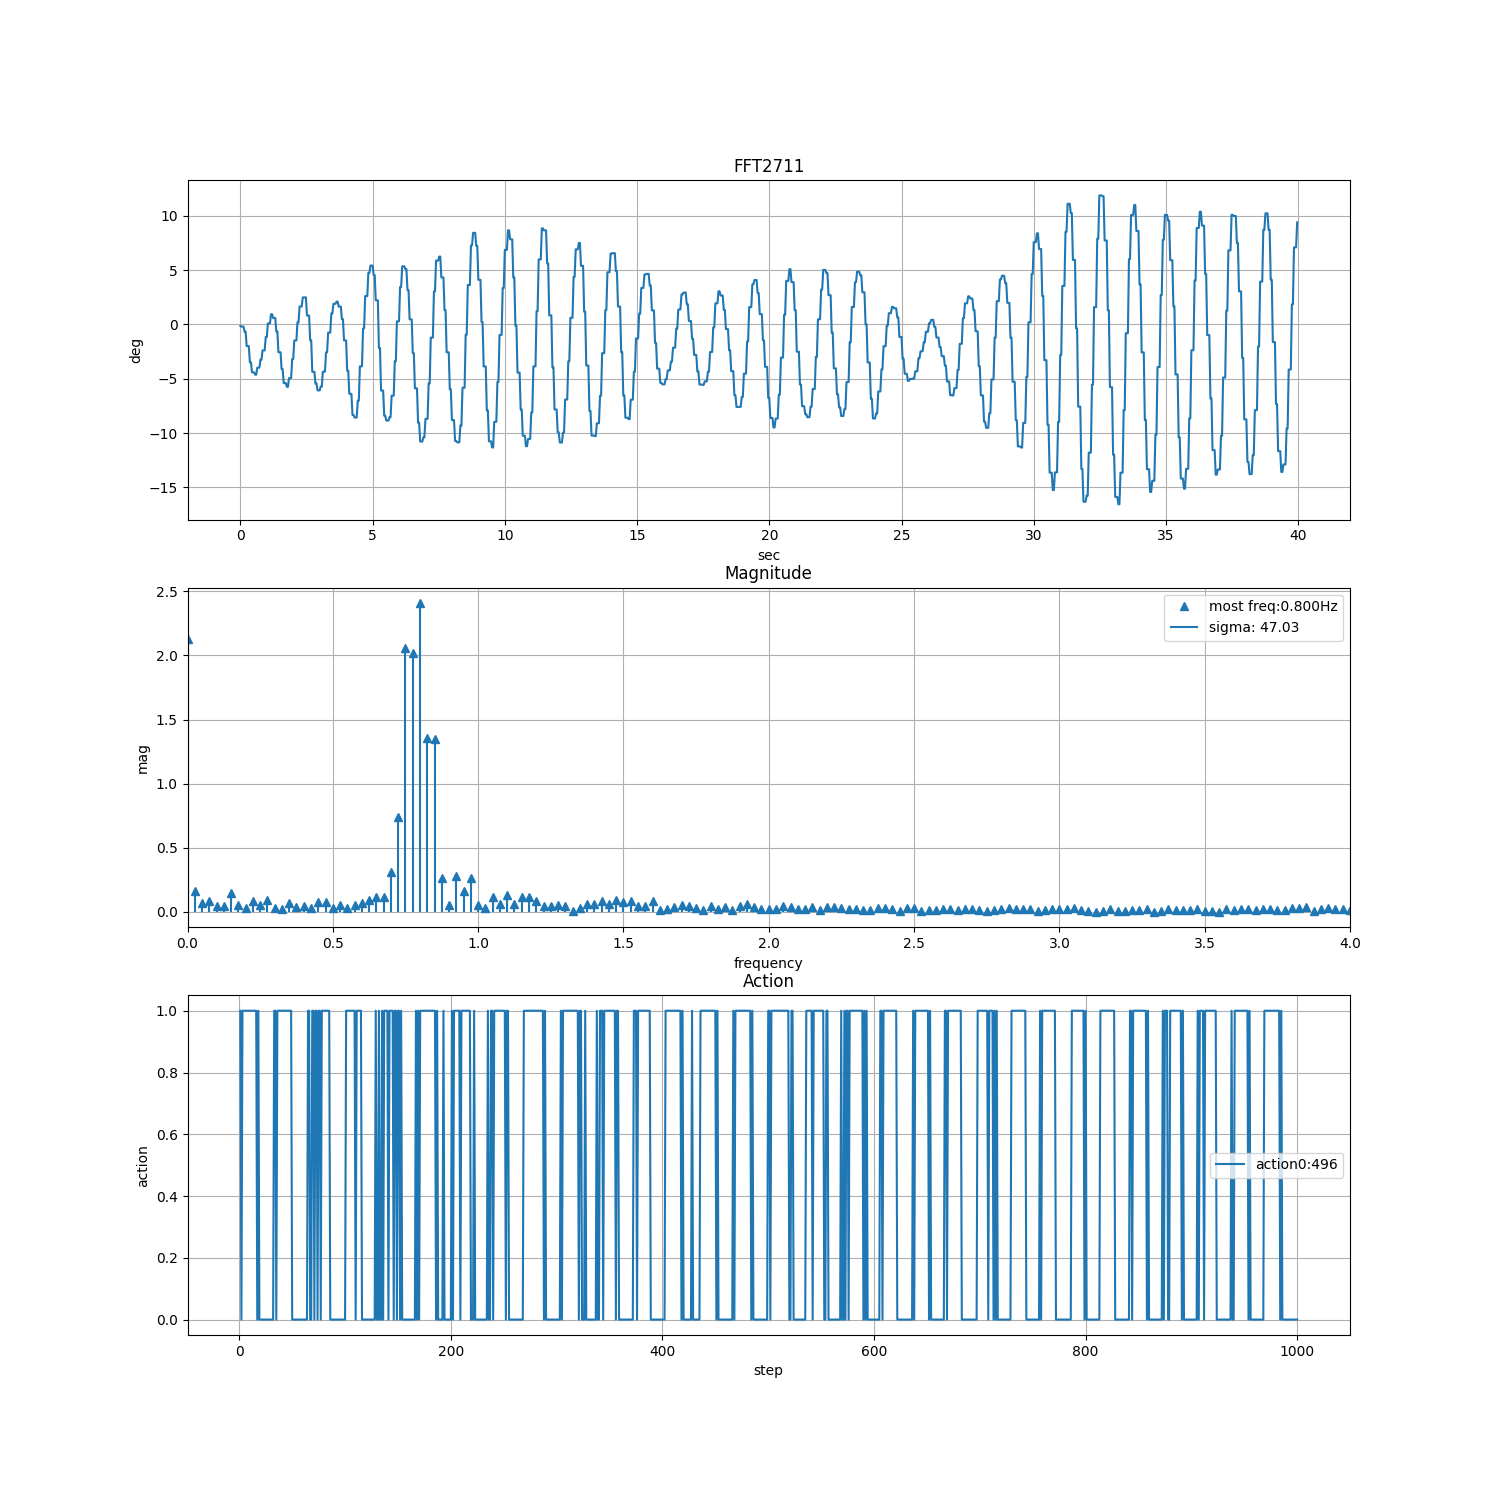 FFT2711
10
5
0
−5
−10
−15
deg
0 5 10 15 20 25 30 35 40
sec
Magnitude
2.5
2.0
1.5
1.0
0.5
0.0
mag
most freq:0.800Hz
sigma: 47.03
0.0 0.5 1.0 1.5 2.0 2.5 3.0 3.5 4.0
frequency
Action
1.0
0.8
0.6
0.4
0.2
0.0
action
action0:496
0 200 400 600 800 1000
step